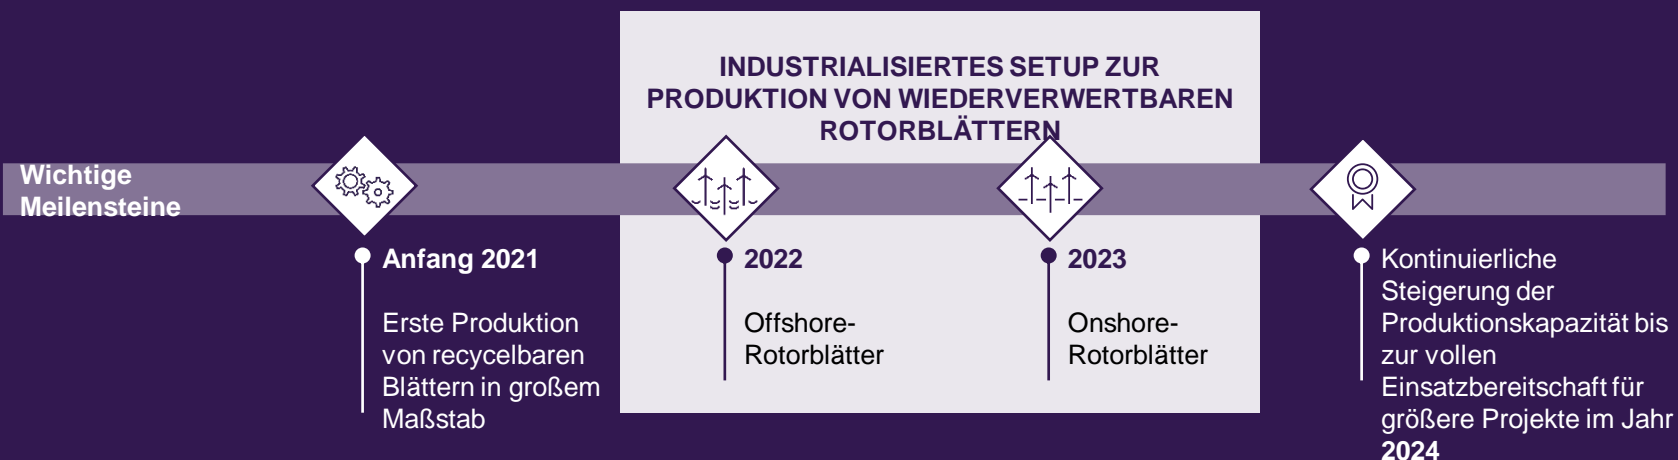 INDUSTRIALISIERTES SETUP ZUR
PRODUKTION VON WIEDERVERWERTBAREN
ROTORBLÄTTERN
Wichtige
Meilensteine
Anfang 2021
Erste Produktion
von recycelbaren
Blättern in großem
Maßstab
2022
Offshore-
Rotorblätter
2023
Onshore-
Rotorblätter
Kontinuierliche
Steigerung der
Produktionskapazität bis
zur vollen
Einsatzbereitschaft für
größere Projekte im Jahr
2024